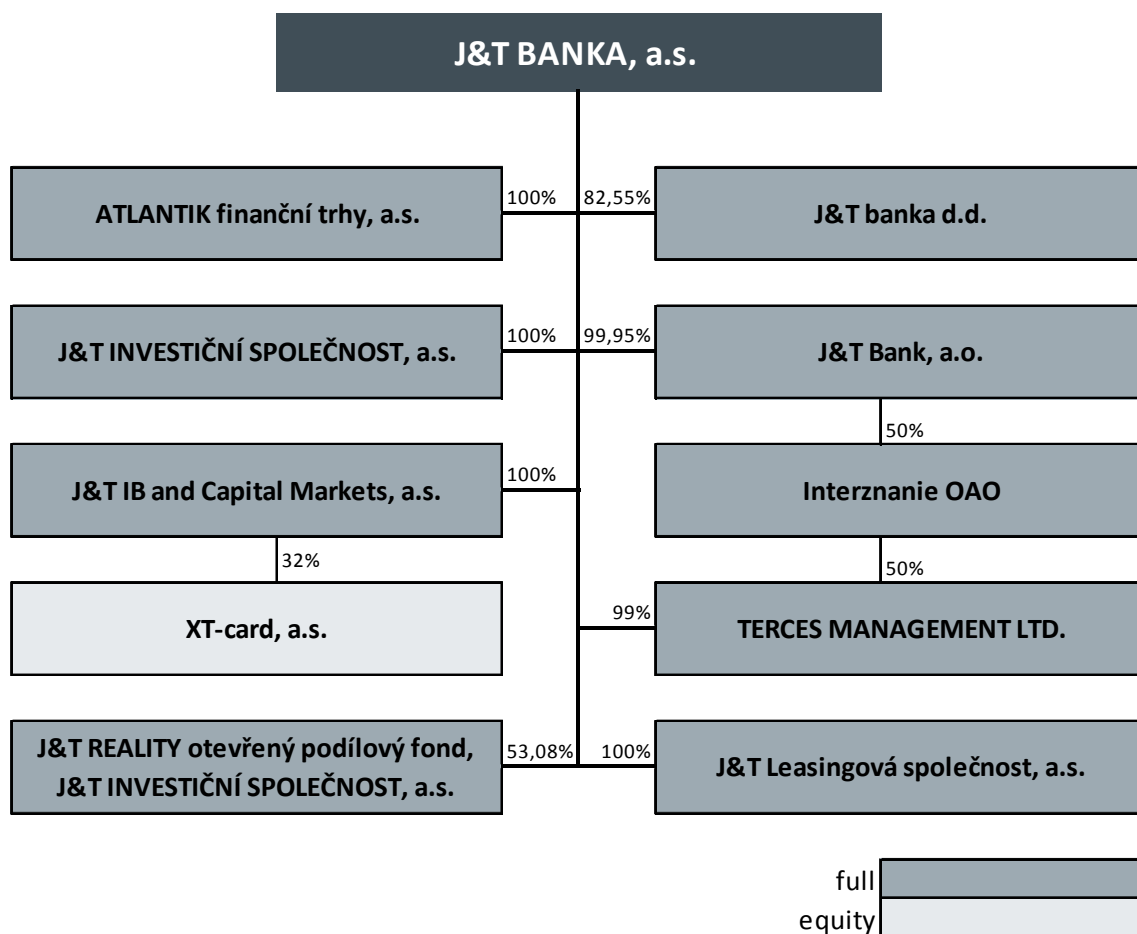 J&T BANKA, a.s.
ATLANTIK finanční trhy, a.s.
100%
82,55%
J&T banka d.d.
J&T INVESTIČNÍ SPOLEČNOST, a.s.
100%
99,95%
J&T Bank, a.o.
50%
J&T IB and Capital Markets, a.s.
100%
Interznanie OAO
32%
50%
XT-card, a.s.
99%
TERCES MANAGEMENT LTD.
J&T REALITY otevřený podílový fond,
J&T INVESTIČNÍ SPOLEČNOST, a.s.
53,08%
100%
J&T Leasingová společnost, a.s.
full
equity